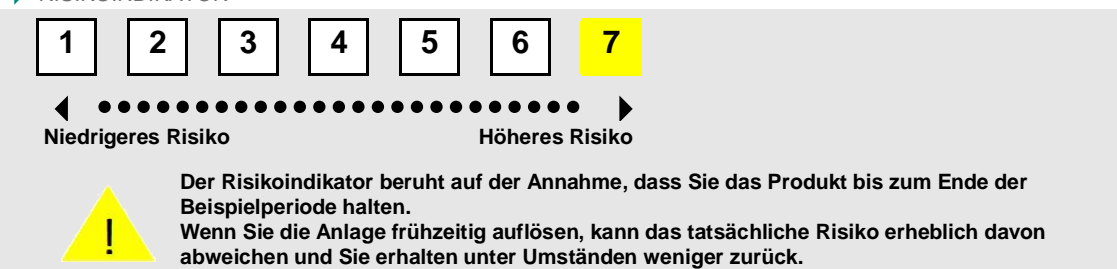 RISIKOINDIKATOR
1 2 3 4 5 6 7
Niedrigeres Risiko Höheres Risiko
Der Risikoindikator beruht auf der Annahme, dass Sie das Produkt bis zum Ende der
Beispielperiode halten.
! Wenn Sie die Anlage frühzeitig auflösen, kann das tatsächliche Risiko erheblich davon
abweichen und Sie erhalten unter Umständen weniger zurück.